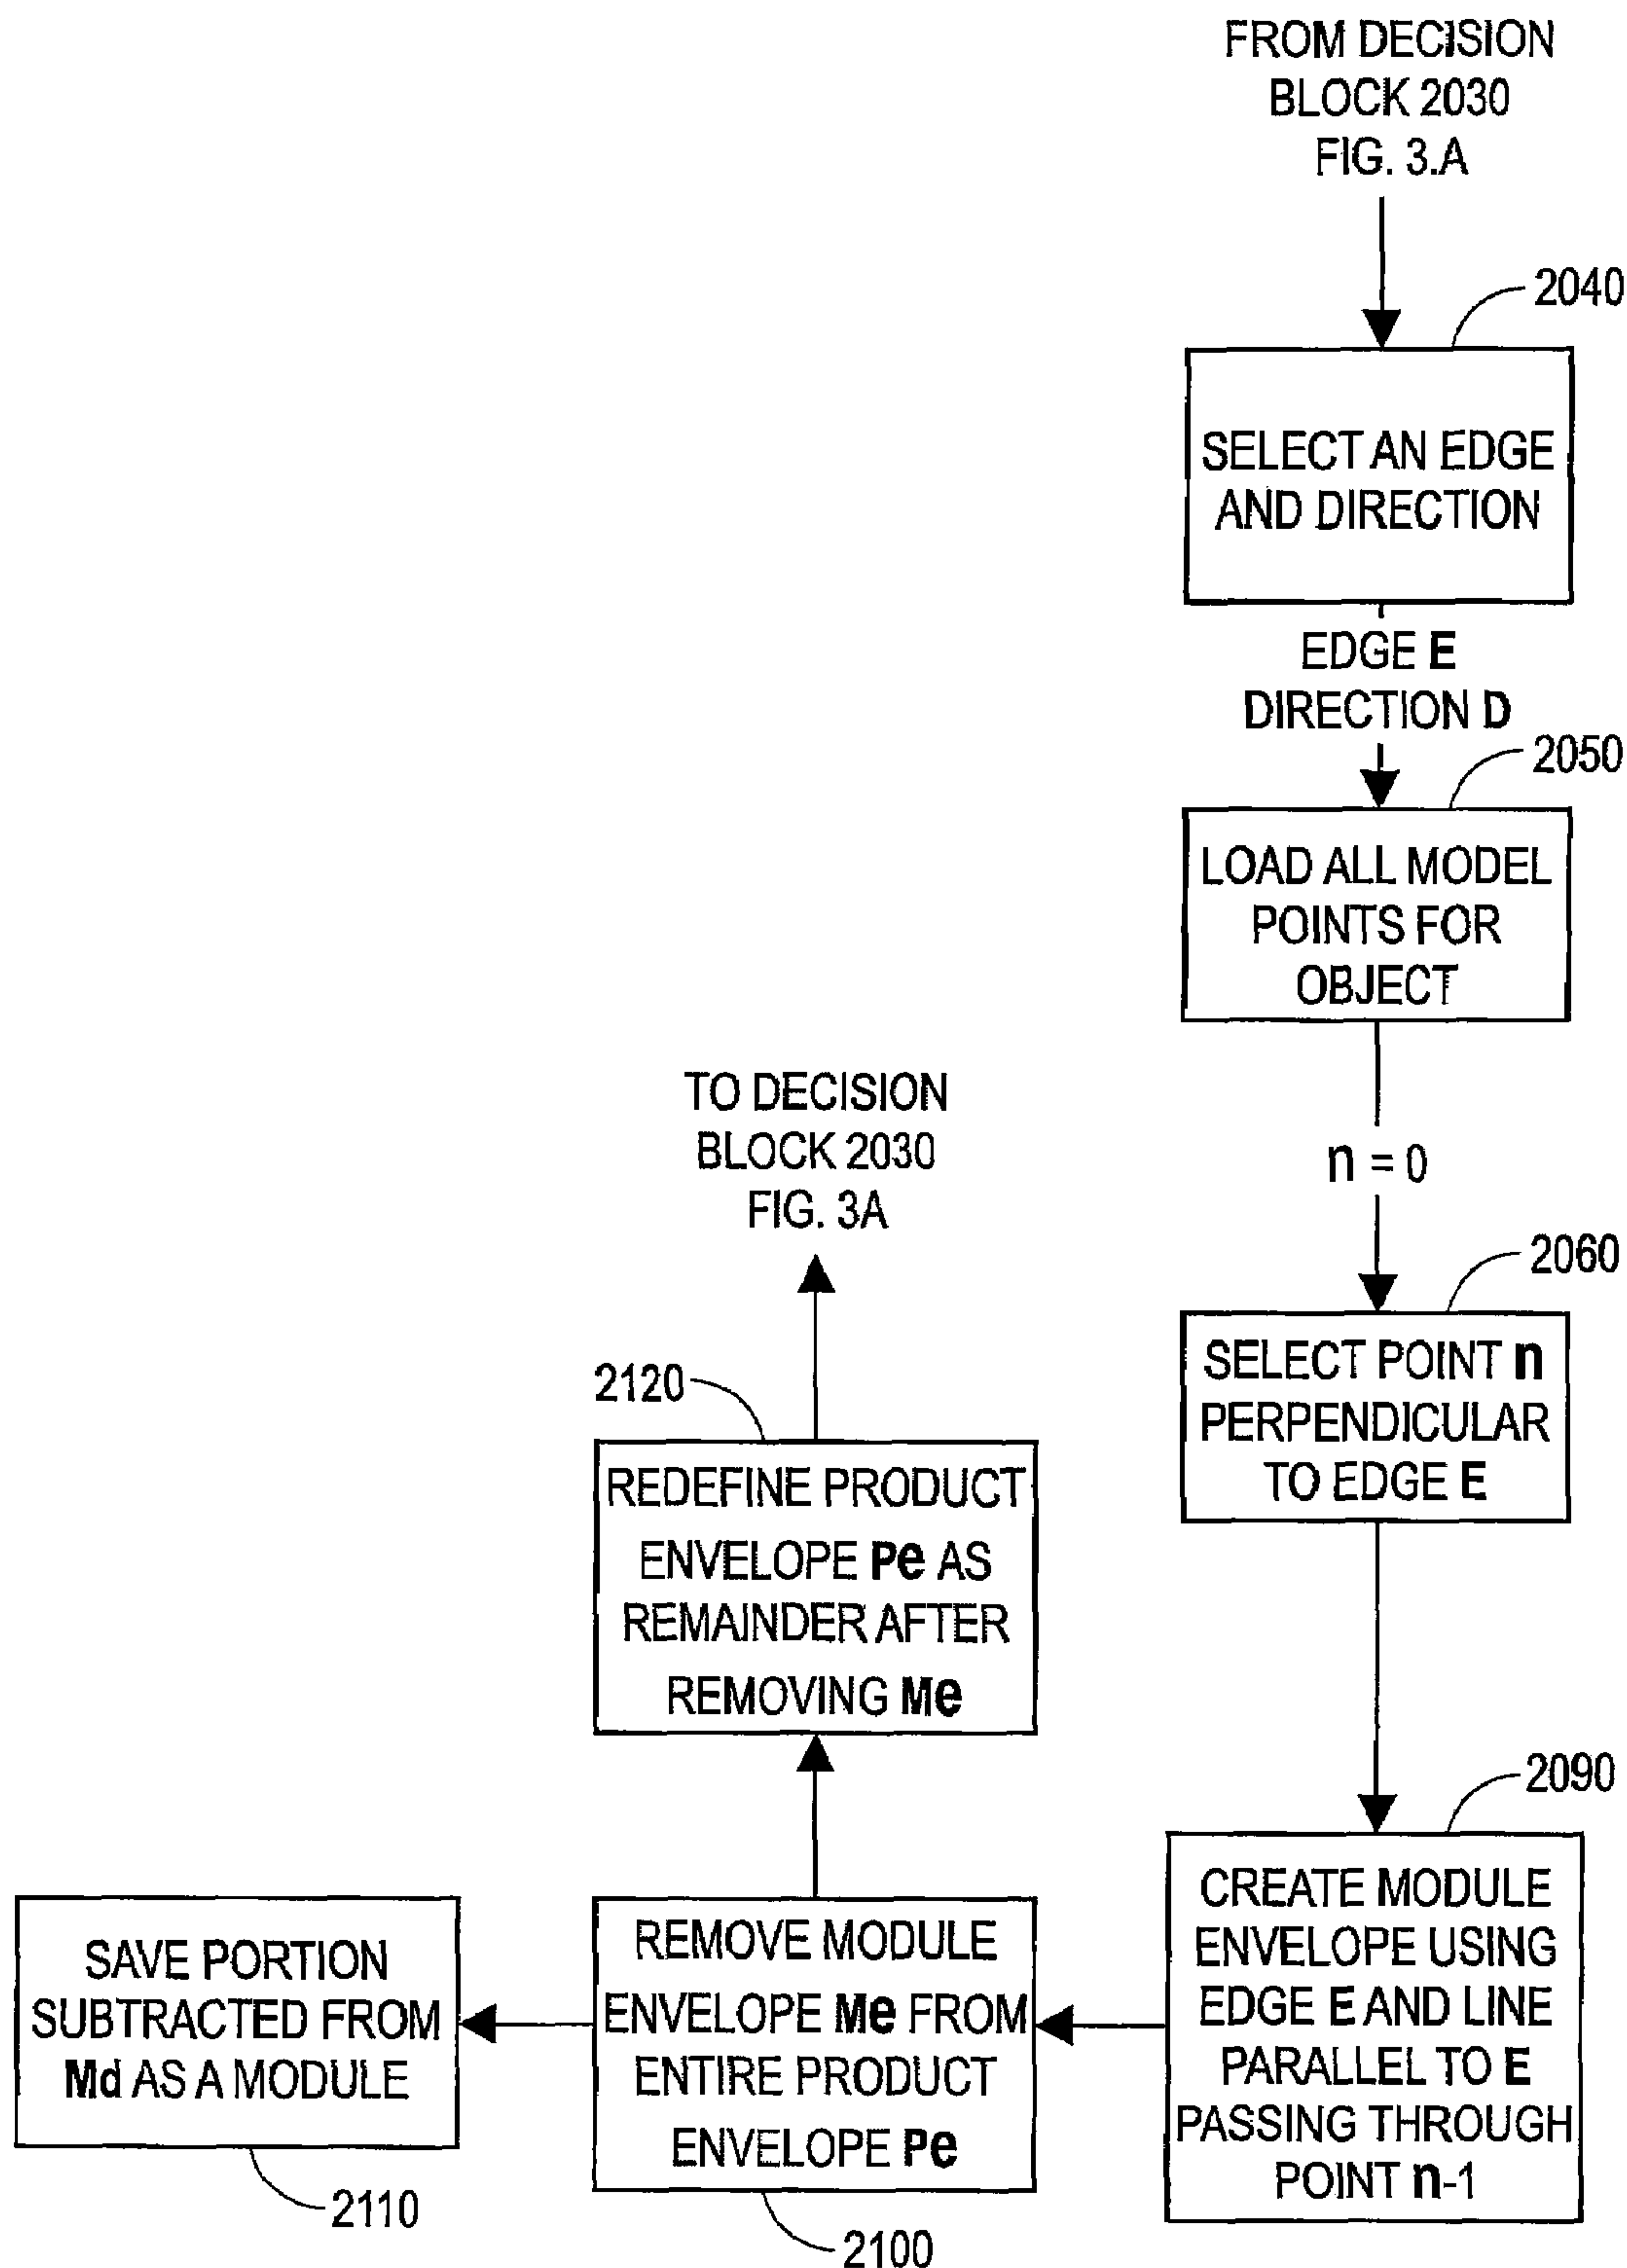 FROM DECISION
BLOCK 2030
FIG. 3.A
2040
SELECT AN EDGE
AND DIRECTION
EDGE E
DIRECTION D
2050
LOAD ALL MODEL
POINTS FOR
OBJECT
n = 0
2060
SELECT POINT n
PERPENDICULAR
TO EDGE E
2090
CREATE MODULE
ENVELOPE USING
EDGE E AND LINE
PARALLEL TO E
PASSING THROUGH
POINT n-1
REMOVE MODULE
ENVELOPE Me FROM
ENTIRE PRODUCT
ENVELOPE Pe
2100
SAVE PORTION
SUBTRACTED FROM
Md AS A MODULE
2110
2120
REDEFINE PRODUCT
ENVELOPE Pe AS
REMAINDER AFTER
REMOVING Me
TO DECISION
BLOCK 2030
FIG. 3A